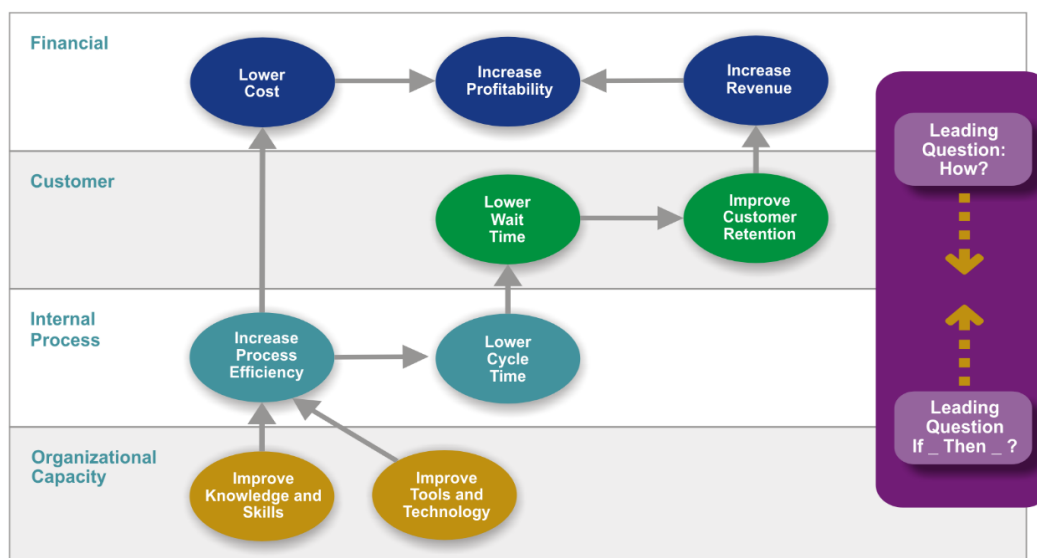 Financial
Lower
Cost
Increase
Profitability
Increase
Revenue
Customer
Lower
Wait
Time
Improve
Customer
Retention
Internal
Process
Increase
Process
Efficiency
Lower
Cycle
Time
Organizational
Capacity
Improve
Knowledge and
Skills
Improve
Tools and
Technology
Leading
Question:
How?
Leading
Question
If _ Then _ ?